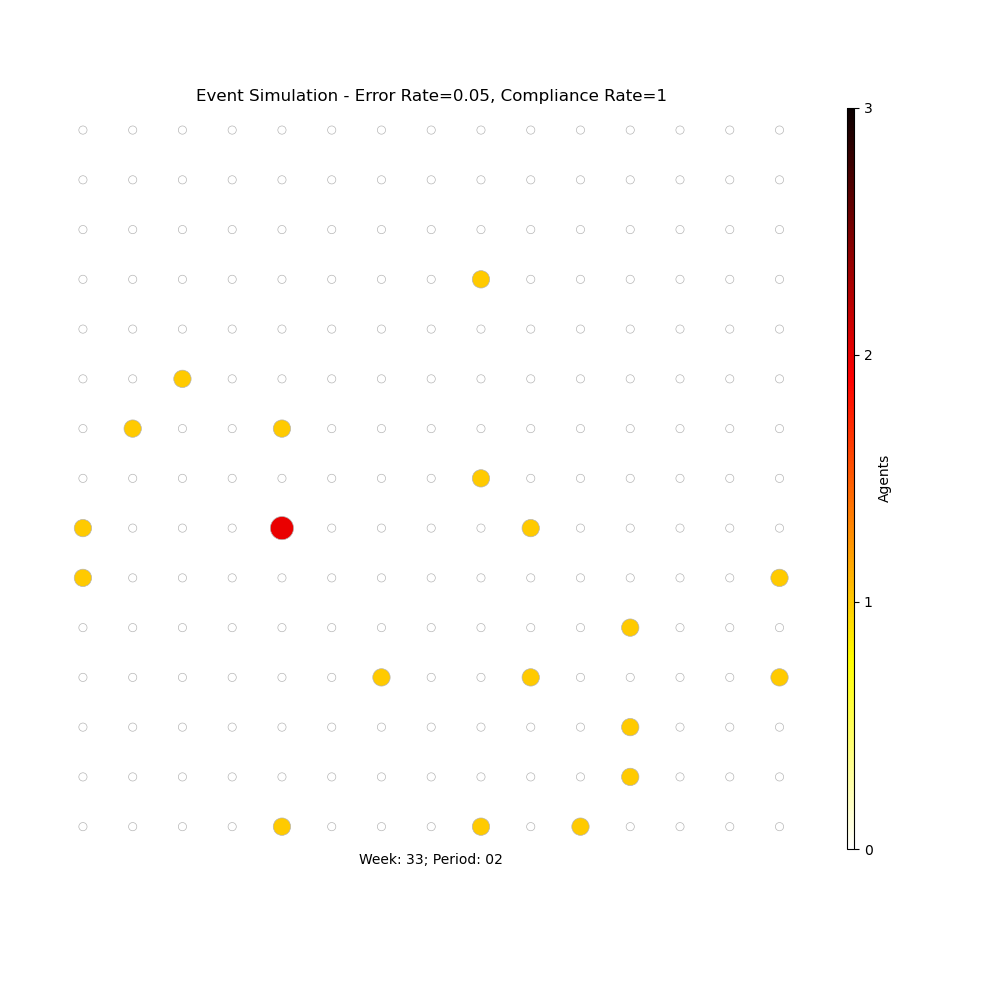 Event Simulation - Error Rate=0.05, Compliance Rate=1
3
2
Agents
1
0
Week: 33; Period: 02